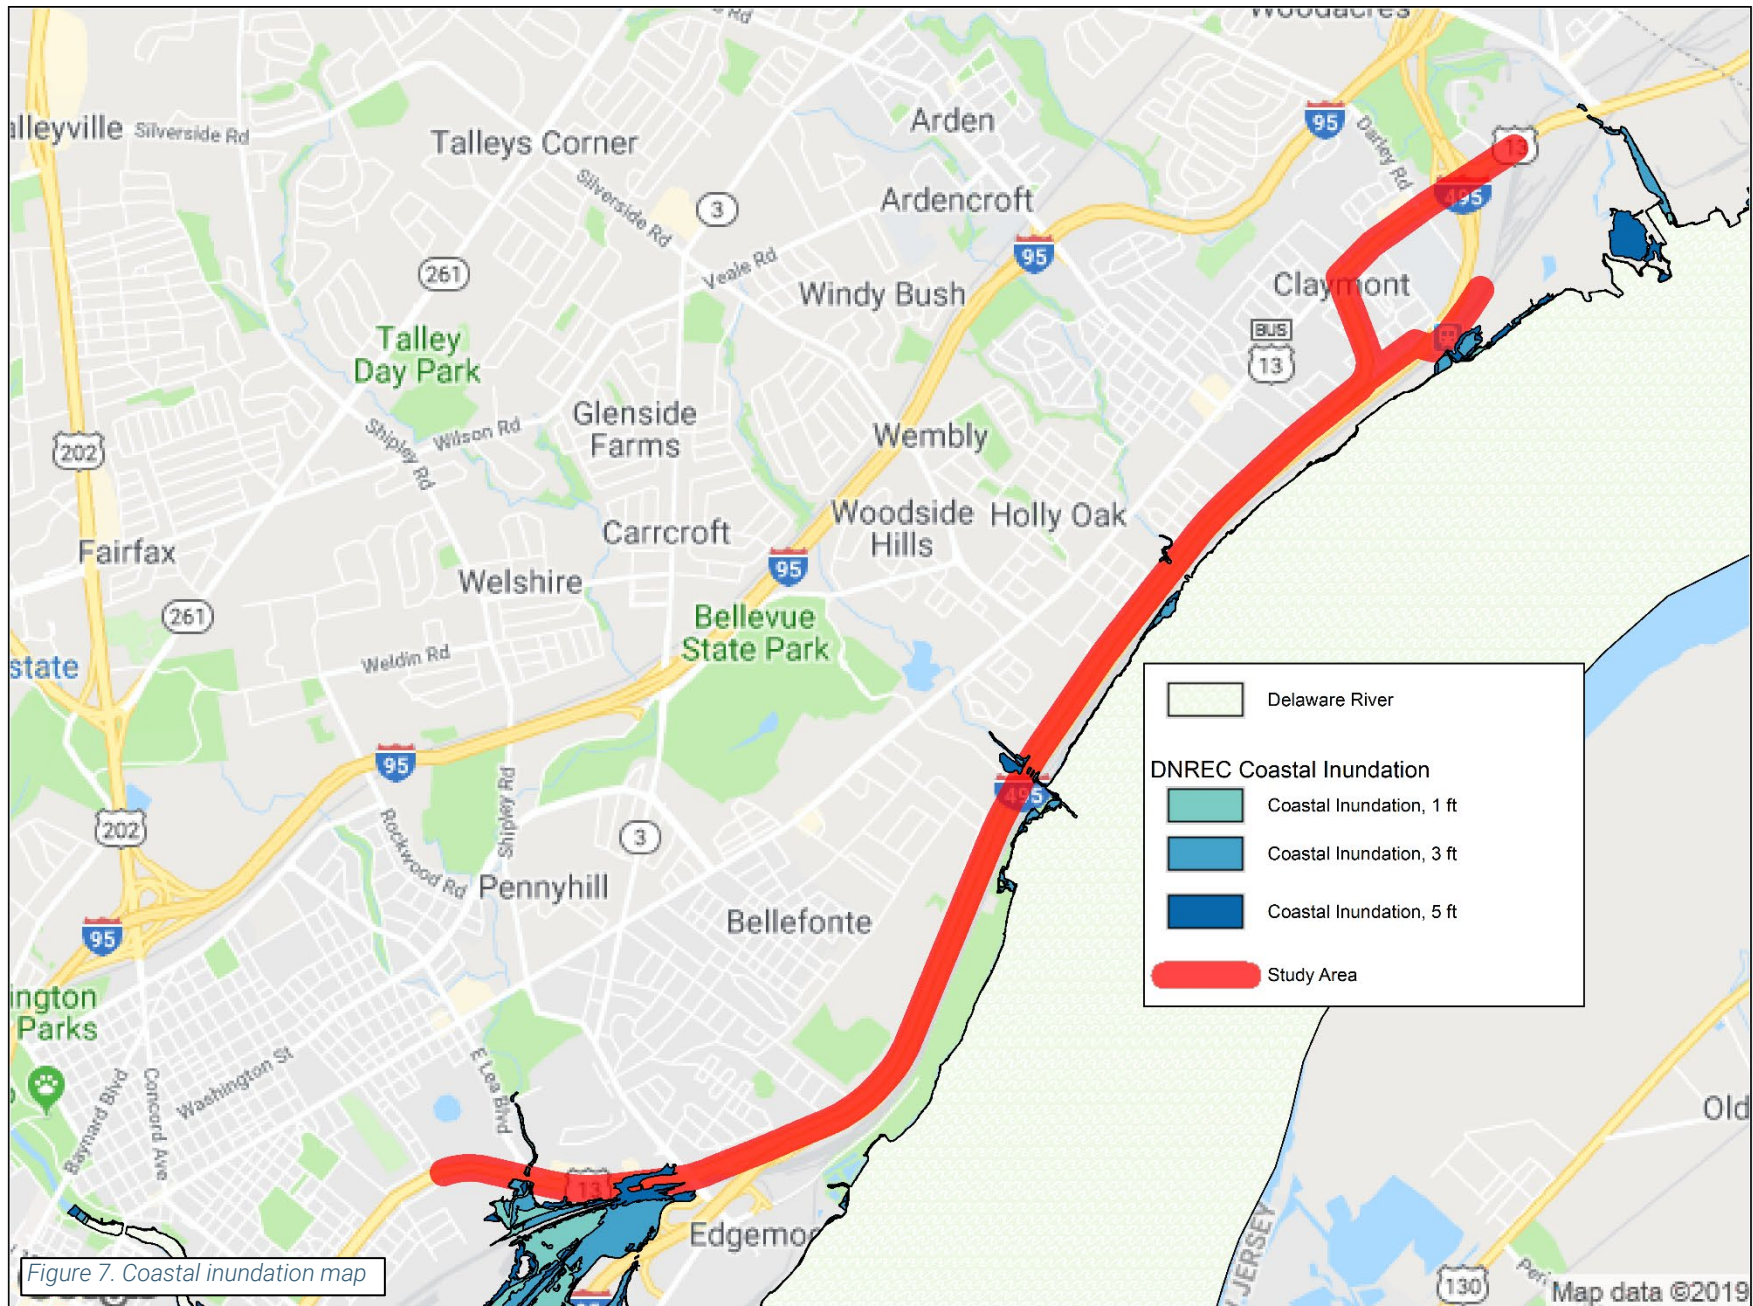 Woodacres
Rd
alleyville
Silverside Rd
Talleys Corner
Arden
95
Darley Rd
13
Silverside Rd
3
Ardencroft
495
95
261
Veale Rd
Windy Bush
Claymont
Talley
Day Park
BUS
13
Glenside
Farms
Shipley Rd
Wilson Rd
Wembly
202
Woodside
Hills
Holly Oak
Carrcroft
Fairfax
95
Welshire
261
Bellevue
State Park
state
Weldin Rd
Delaware River
DNREC Coastal Inundation
Coastal Inundation, 1 ft
Coastal Inundation, 3 ft
Coastal Inundation, 5 ft
Study Area
95
495
202
Rockwood Rd
Shipley Rd
3
Pennyhill
Bellefonte
95
ington
Parks
Washington St
E Lea Blvd
Baynard Blvd
Concord Ave
Old
13
Edgemoo
JERSEY
130
Figure 7. Coastal inundation map
Map data ©2019